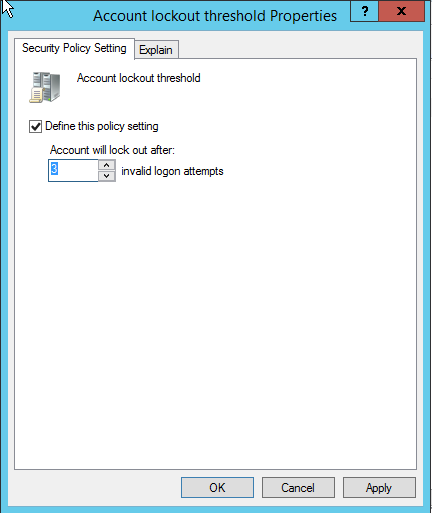 Account lockout threshold Properties
? x
Security Policy Setting Explain
Account lockout threshold
Define this policy setting
Account will lock out after:
3 invalid logon attempts
OK Cancel Apply